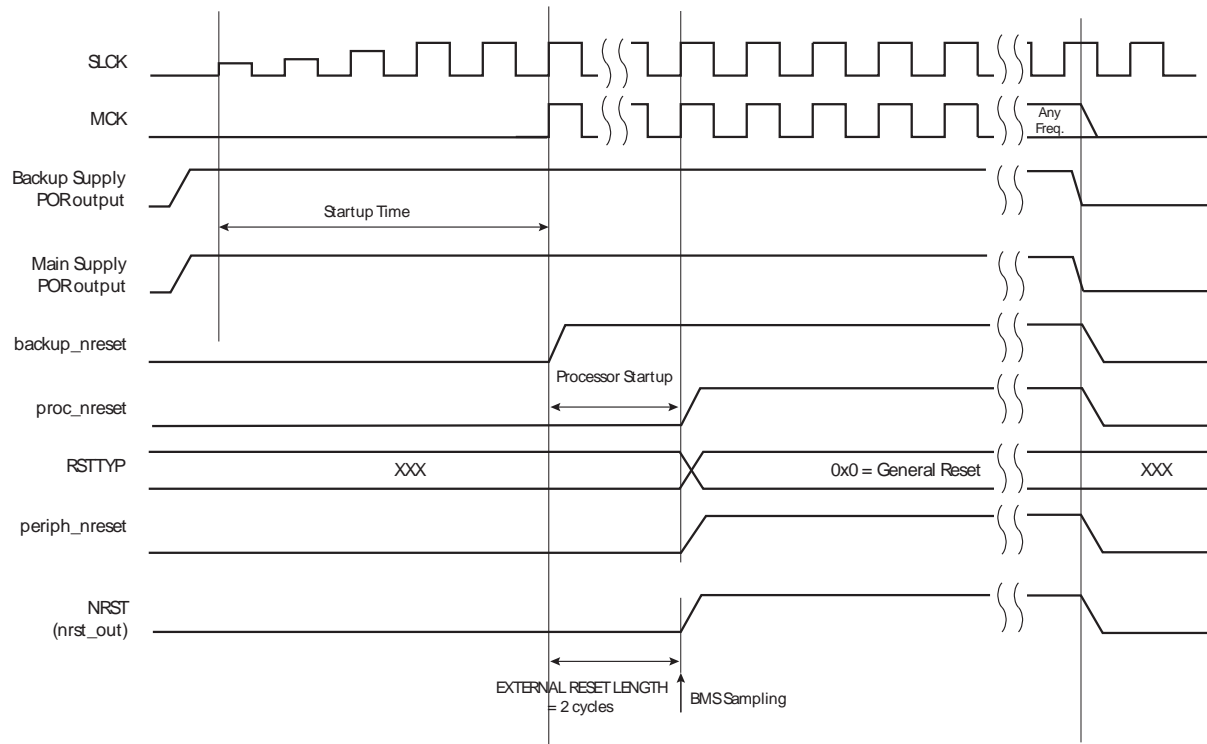 SLCK
MCK
Any
Freq.
Backup Supply
POR output
Startup Time
Main Supply
POR output
backup_nreset
Processor Startup
proc_nreset
RSTTYP
XXX
0x0 = General Reset
XXX
periph_nreset
NRST
(nrst_out)
EXTERNAL RESET LENGTH
= 2 cycles
BMS Sampling